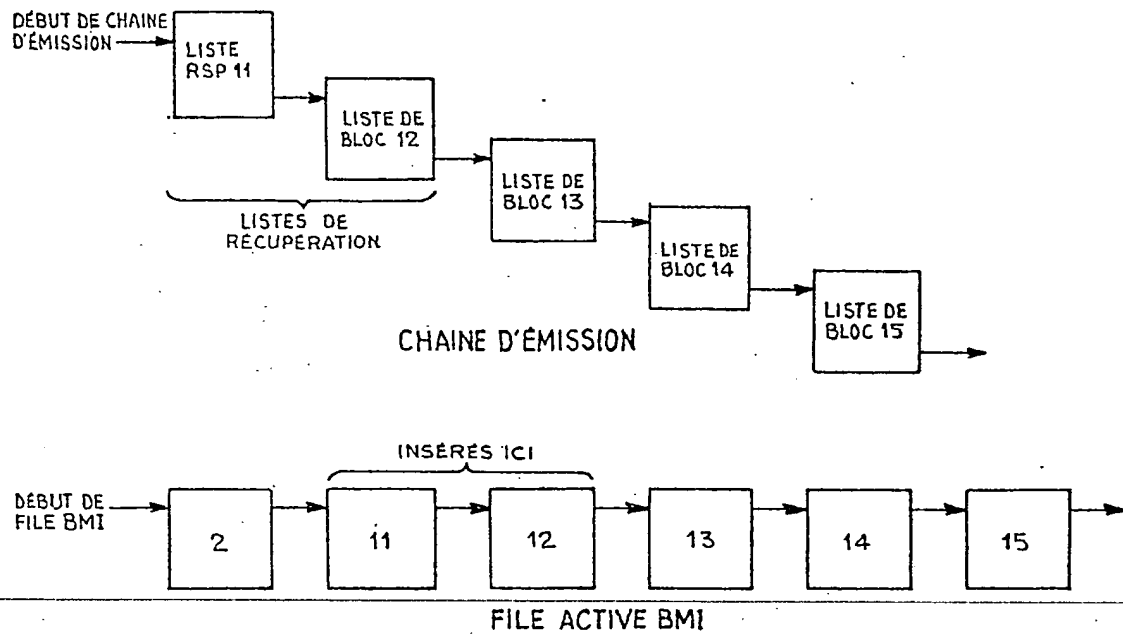 DÉBUT DE CHAINE
D'ÉMISSION
LISTE
RSP 11
LISTE DE
BLOC 12
LISTE DE
BLOC 13
LISTES DE
RÉCUPÉRATION
LISTE DE
BLOC 14
LISTE DE
BLOC 15
CHAINE D'ÉMISSION
INSÉRÉS ICI
DÉBUT DE
FILE BMI
2
11
12
13
14
15
FILE ACTIVE BMI